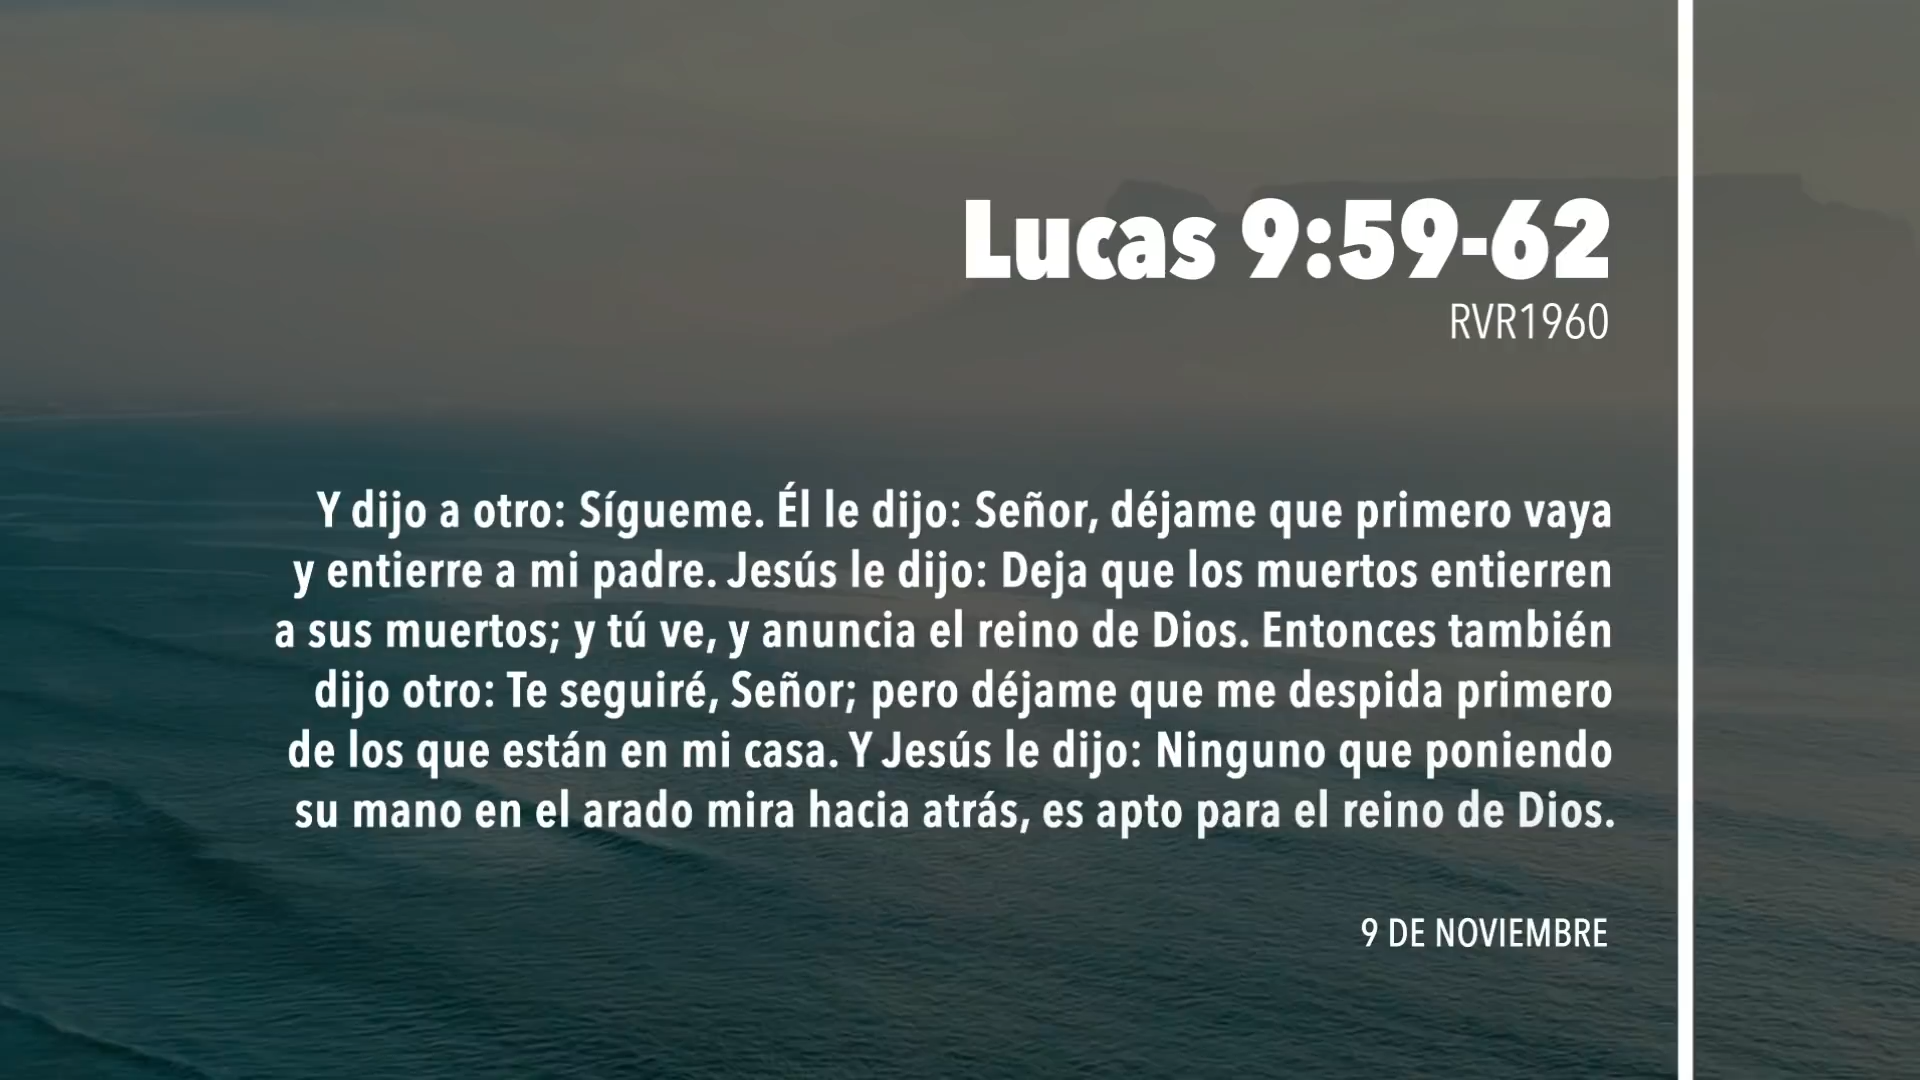 Lucas 9:59-62
RVR1960
Y dijo a otro: Sígueme. Él le dijo: Señor, déjame que primero vaya
y entierre a mi padre. Jesús le dijo: Deja que los muertos entierren
a sus muertos; y tú ve, y anuncia el reino de Dios. Entonces también
dijo otro: Te seguiré, Señor; pero déjame que me despida primero
de los que están en mi casa. Y Jesús le dijo: Ninguno que poniendo
su mano en el arado mira hacia atrás, es apto para el reino de Dios.
9 DE NOVIEMBRE